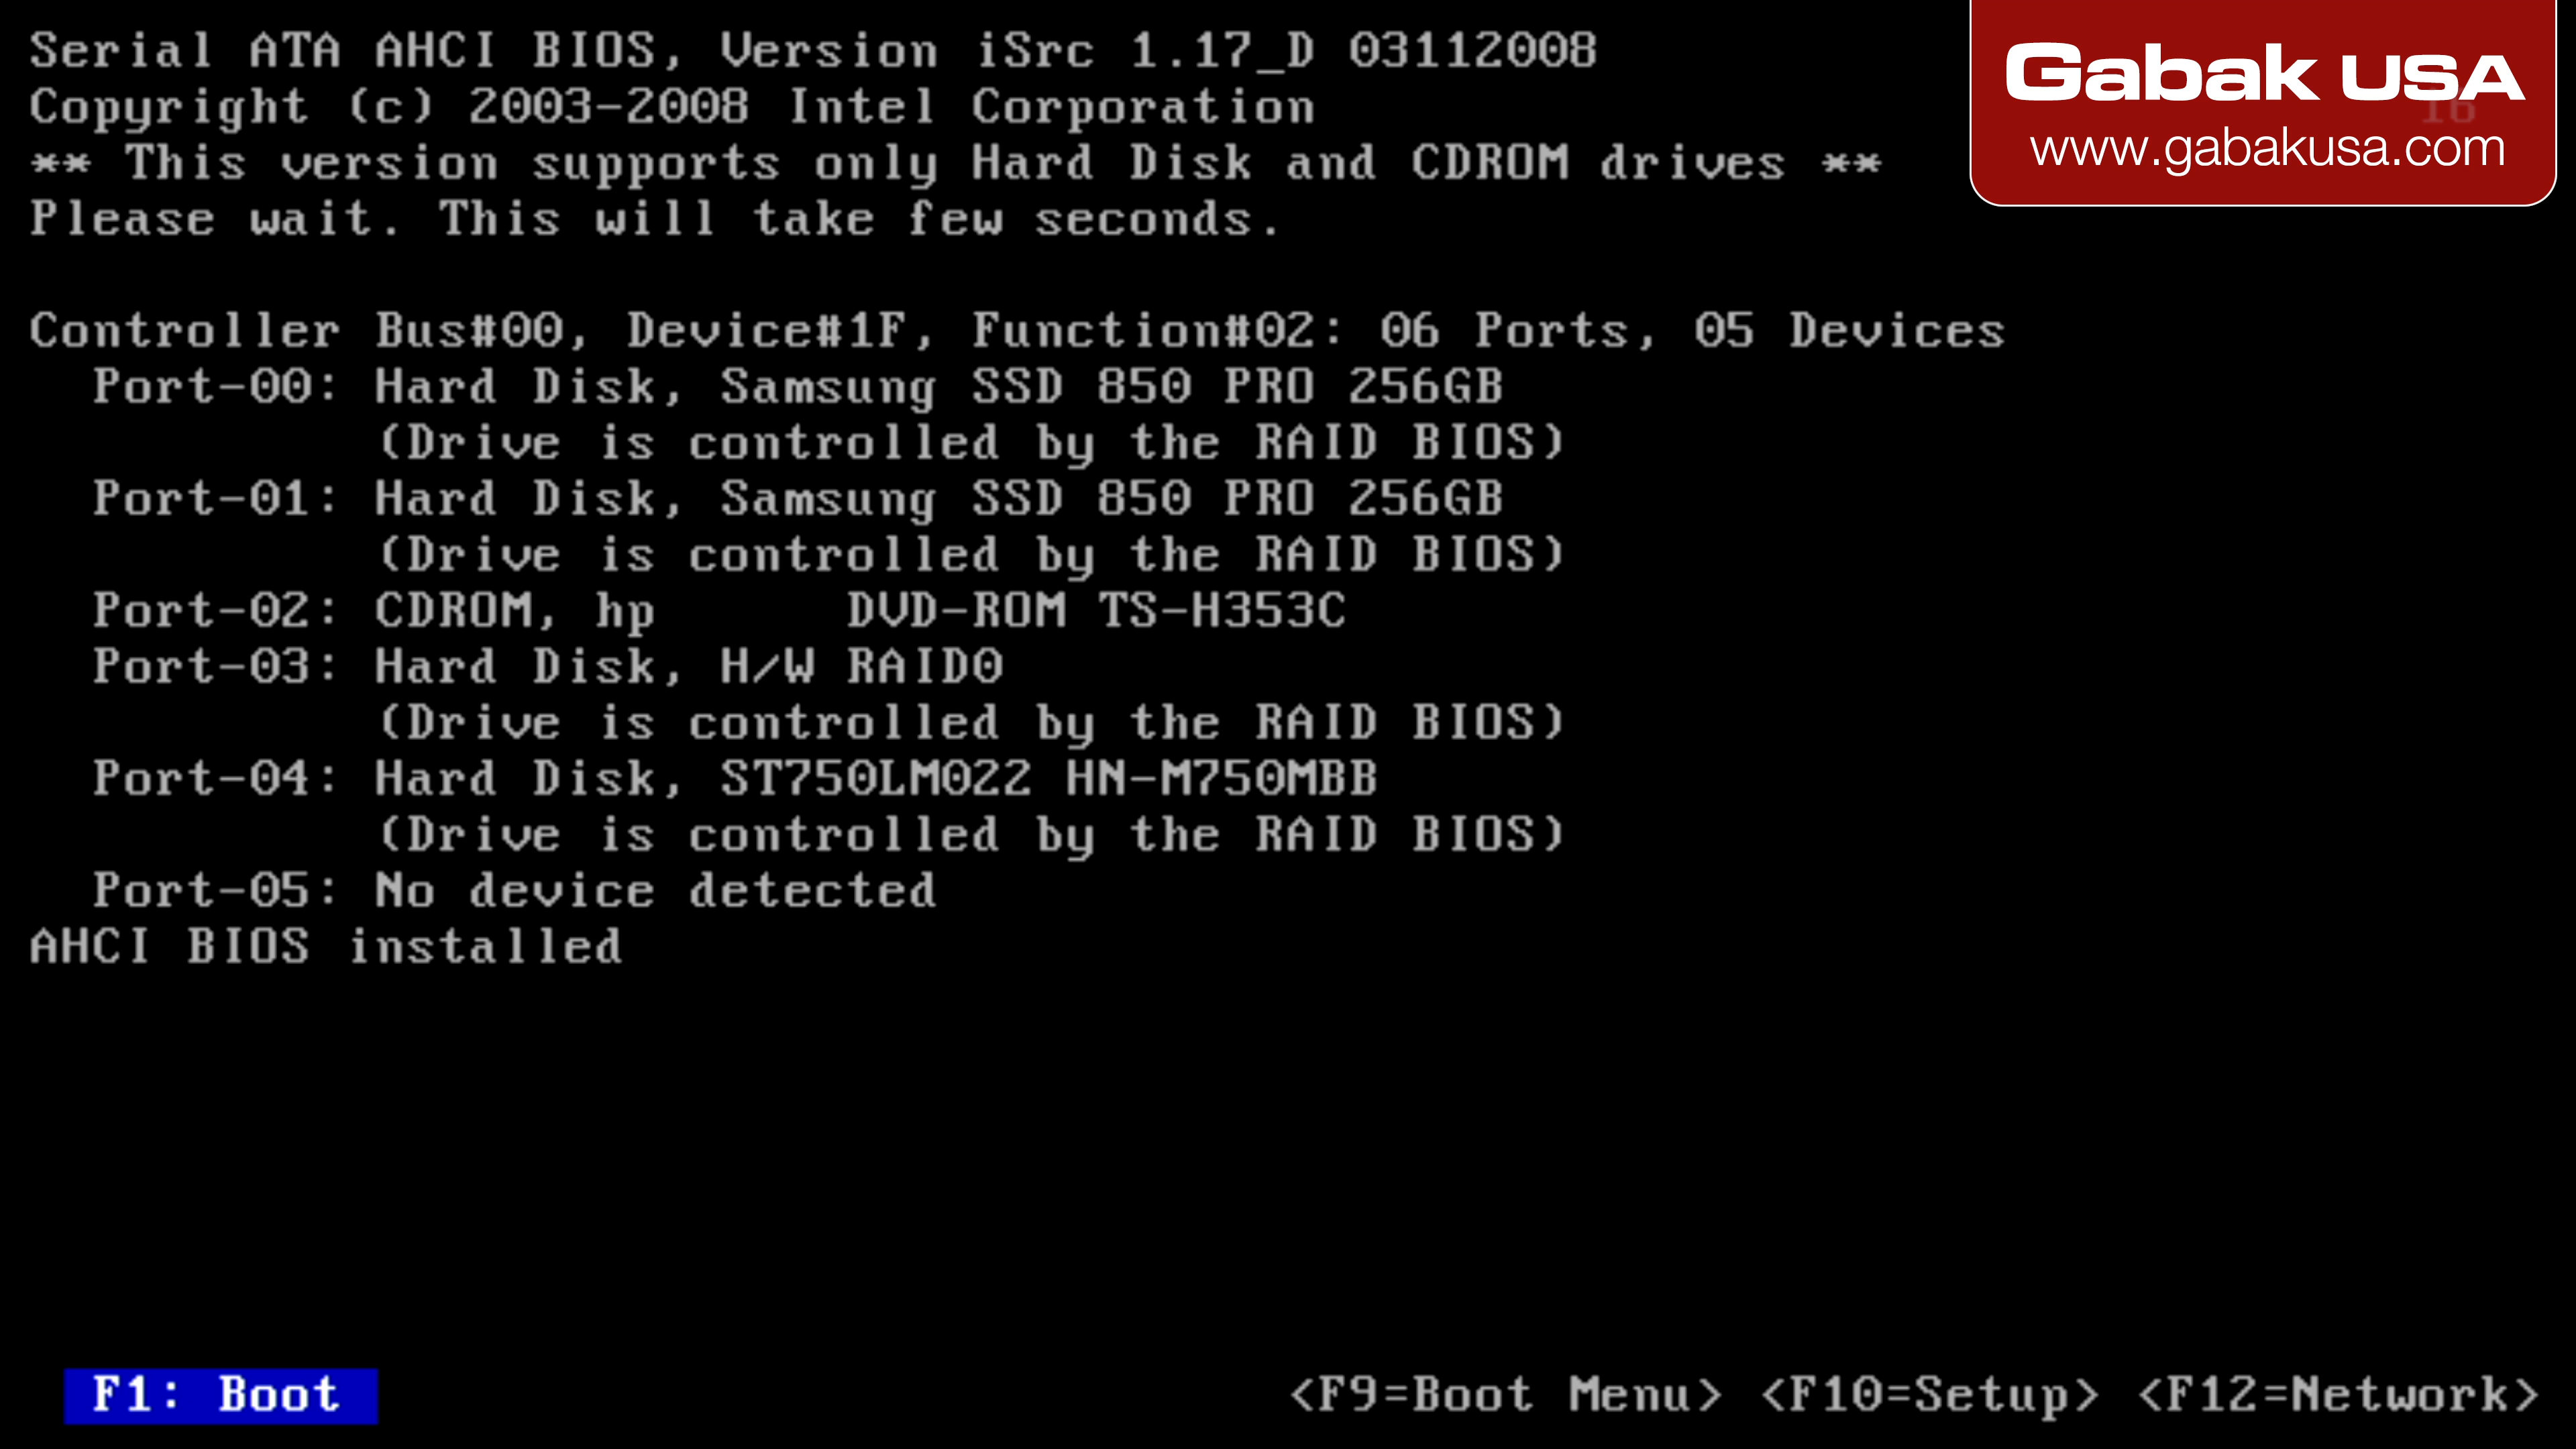 Serial ATA AHCI BIOS, Version iSrc 1.17_D 03112008
Copyright (c) 2003-2008 Intel Corporation
** This version supports only Hard Disk and CDROM drives **
Please wait. This will take few seconds.
Gabak USA
16
www.gabakusa.com
Controller Bus#00, Device#1F, Function#02: 06 Ports, 05 Devices
Port-00: Hard Disk, Samsung SSD 850 PRO 256GB
(Drive is controlled by the RAID BIOS)
Port-01: Hard Disk, Samsung SSD 850 PRO 256GB
(Drive is controlled by the RAID BIOS)
Port-02: CDROM, hp      DVD-ROM TS-H353C
Port-03: Hard Disk, H/W RAID0
(Drive is controlled by the RAID BIOS)
Port-04: Hard Disk, ST750LM022 HN-M750MBB
(Drive is controlled by the RAID BIOS)
Port-05: No device detected
AHCI BIOS installed
F1: Boot <F9=Boot Menu> <F10=Setup> <F12=Network>